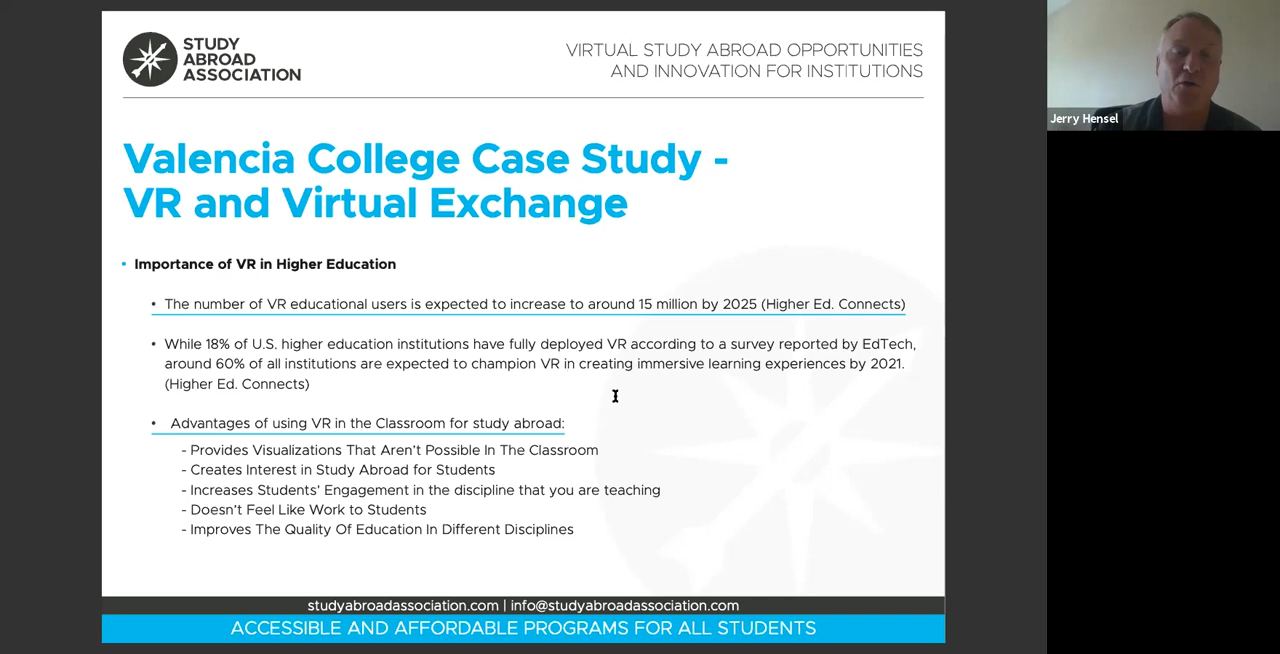 STUDY
ABROAD
ASSOCIATION
VIRTUAL STUDY ABROAD OPPORTUNITIES
AND INNOVATION FOR INSTITUTIONS
Valencia College Case Study -
VR and Virtual Exchange
• Importance of VR in Higher Education
• The number of VR educational users is expected to increase to around 15 million by 2025 (Higher Ed. Connects)
• While 18% of U.S. higher education institutions have fully deployed VR according to a survey reported by EdTech,
around 60% of all institutions are expected to champion VR in creating immersive learning experiences by 2021.
(Higher Ed. Connects)
• Advantages of using VR in the Classroom for study abroad:
- Provides Visualizations That Aren't Possible In The Classroom
- Creates Interest in Study Abroad for Students
- Increases Students' Engagement in the discipline that you are teaching
- Doesn't Feel Like Work to Students
- Improves The Quality Of Education In Different Disciplines
studyabroadassociation.com | info@studyabroadassociation.com
ACCESSIBLE AND AFFORDABLE PROGRAMS FOR ALL STUDENTS
Jerry Hensel